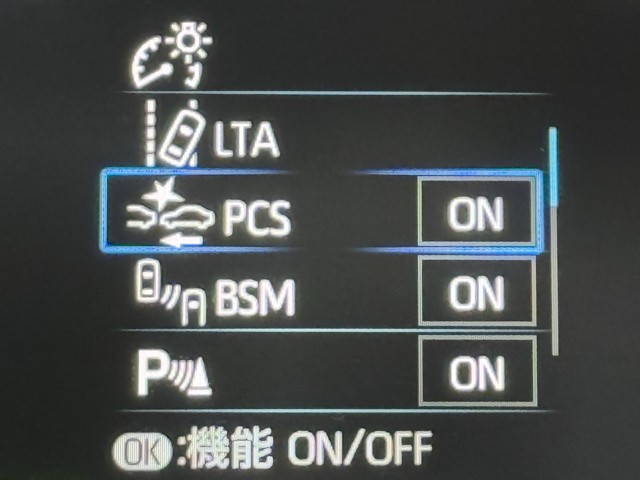 LTA
PCS ON
BSM ON
P ON
OK:機能 ON/OFF